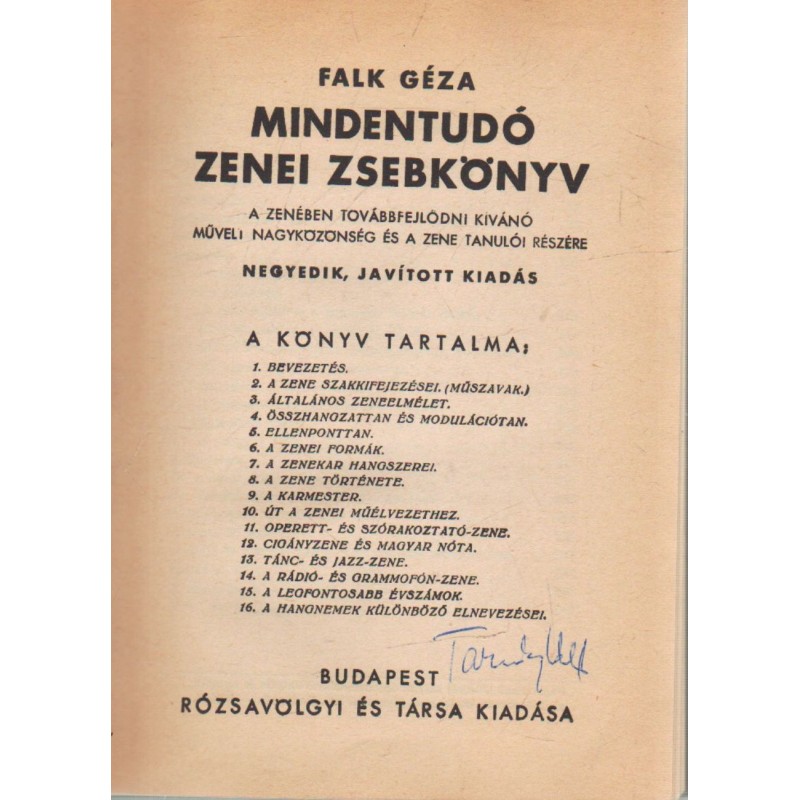 FALK GÉZA
MINDENTUDÓ
ZENEI ZSEBKÖNYV
A ZENÉBEN TOVÁBBFEJLŐDNI KIVÁNÓ
MŰVELT NAGYKÖZÖNSÉG ÉS A ZENE TANULÓI RÉSZÉRE
NEGYEDIK, JAVÍTOTT KIADÁS
A KÖNYV TARTALMA;
1. BEVEZETÉS.
2. A ZENE SZAKKIFEJEZÉSEI. (MŰSZAVAK.)
3. ÁLTALÁNOS ZENEELMÉLET.
4. ÖSSZHANGZATTAN ÉS MODULÁCIÓTAN.
5. ELLENPONTTAN.
6. A ZENEI FORMÁK.
7. A ZENEKAR HANGSZEREI.
8. A ZENE TÖRTÉNETE.
9. A KARMESTER.
10. ÚT A ZENEI MŰÉLVEZETHEZ.
11. OPERETT- ÉS SZÓRAKOZTATÓ-ZENE.
12. CIGÁNYZENE ÉS MAGYAR NÓTA.
13. TÁNC- ÉS JAZZ-ZENE.
14. A RÁDIÓ- ÉS GRAMMOFÓN-ZENE.
15. A LEGFONTOSABB ÉVSZÁMOK.
16. A HANGNEMEK KÜLÖNBÖZŐ ELNEVEZÉSEI.
BUDAPEST
RÓZSAVÖLGYI ÉS TÁRSA KIADÁSA